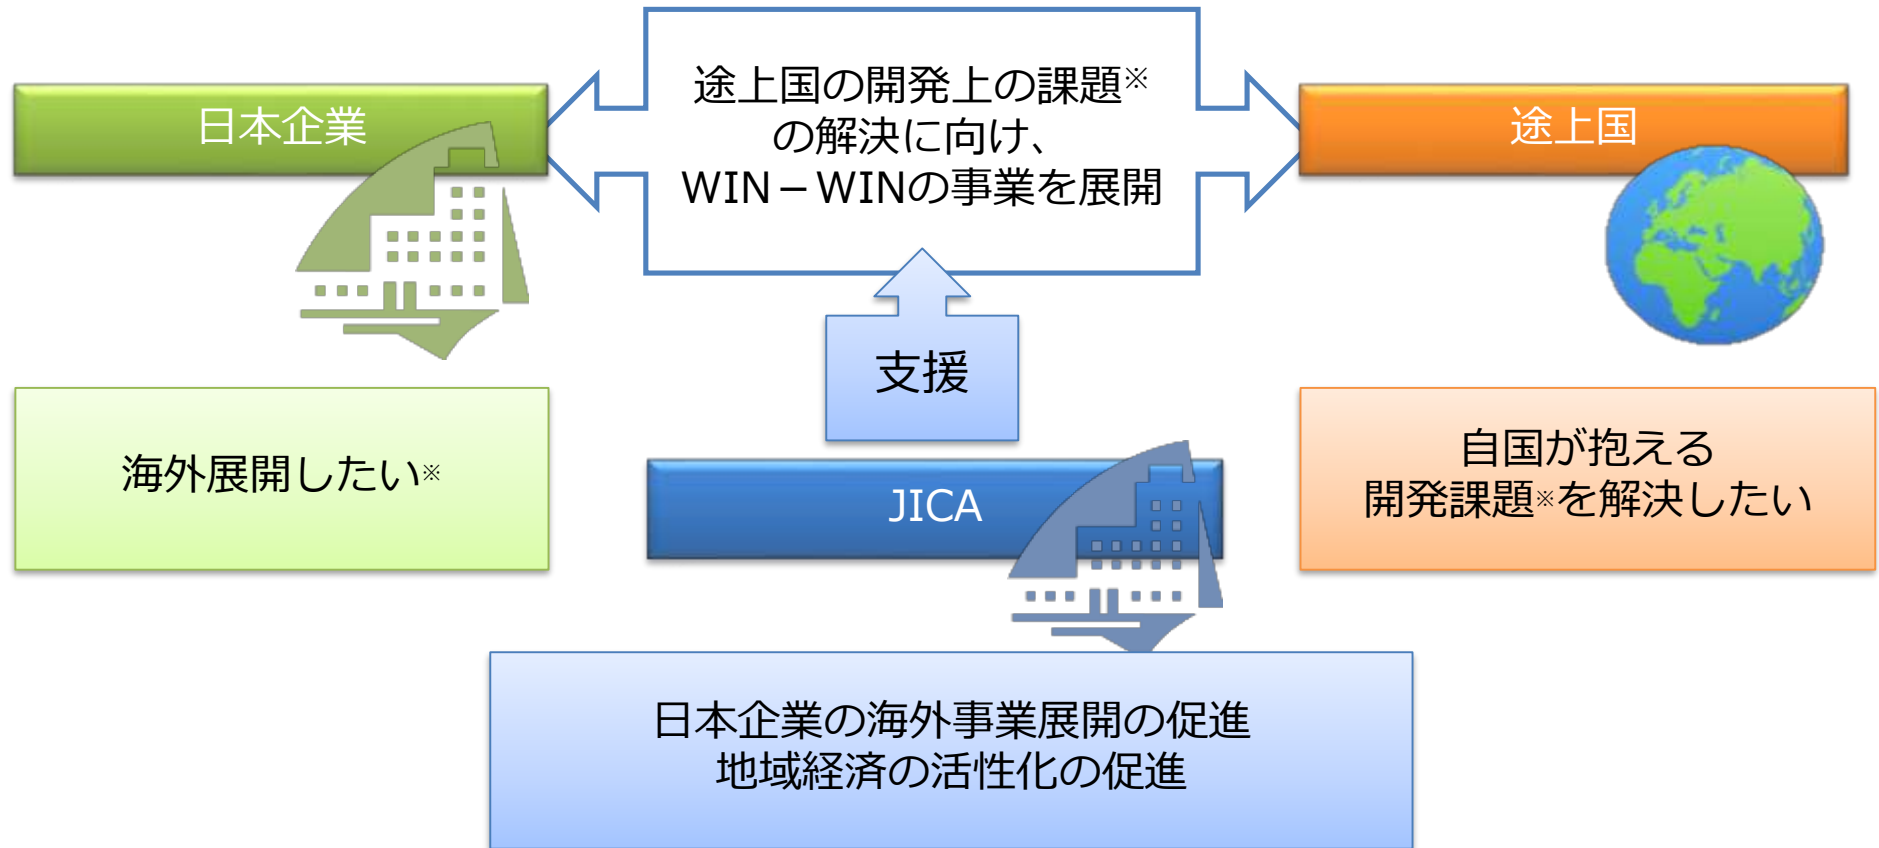 途上国の開発上の課題※
の解決に向け、
WIN－WINの事業を展開
日本企業
途上国
支援
海外展開したい※
JICA
自国が抱える
開発課題※を解決したい
日本企業の海外事業展開の促進
地域経済の活性化の促進